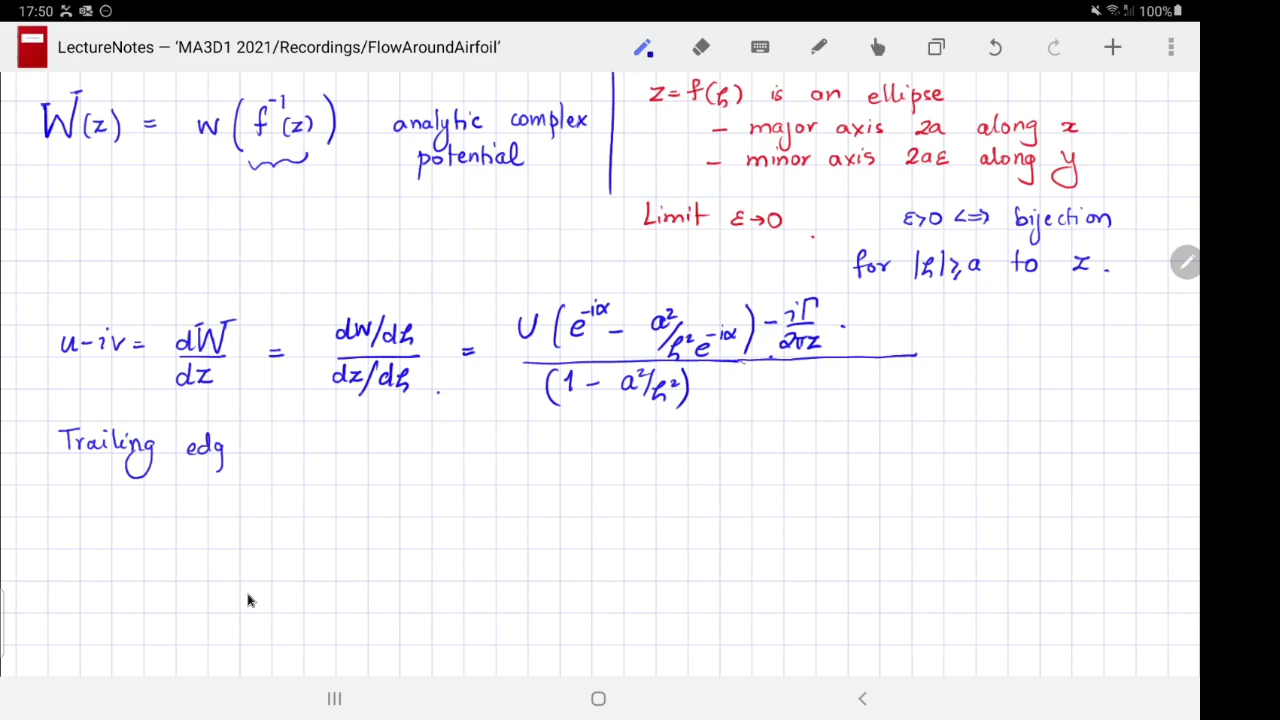 17:50 100%
LectureNotes — ‘MA3D1 2021/Recordings/FlowAroundAirfoil’
W(z) = w(f⁻¹(z)) analytic complex
potential
z = f(ζ) is an ellipse
- major axis 2a along x
- minor axis 2aε along y
Limit ε→0 .
ε>0 <=> bijection
for |ζ|≥a to z .
u-iv = dW/dz = (dw/dζ)/(dz/dζ) = (U(e^{-iα} - a²/ζ²e^{-iα}) - iΓ/2πz)/(1 - a²/ζ²)
Trailing edg